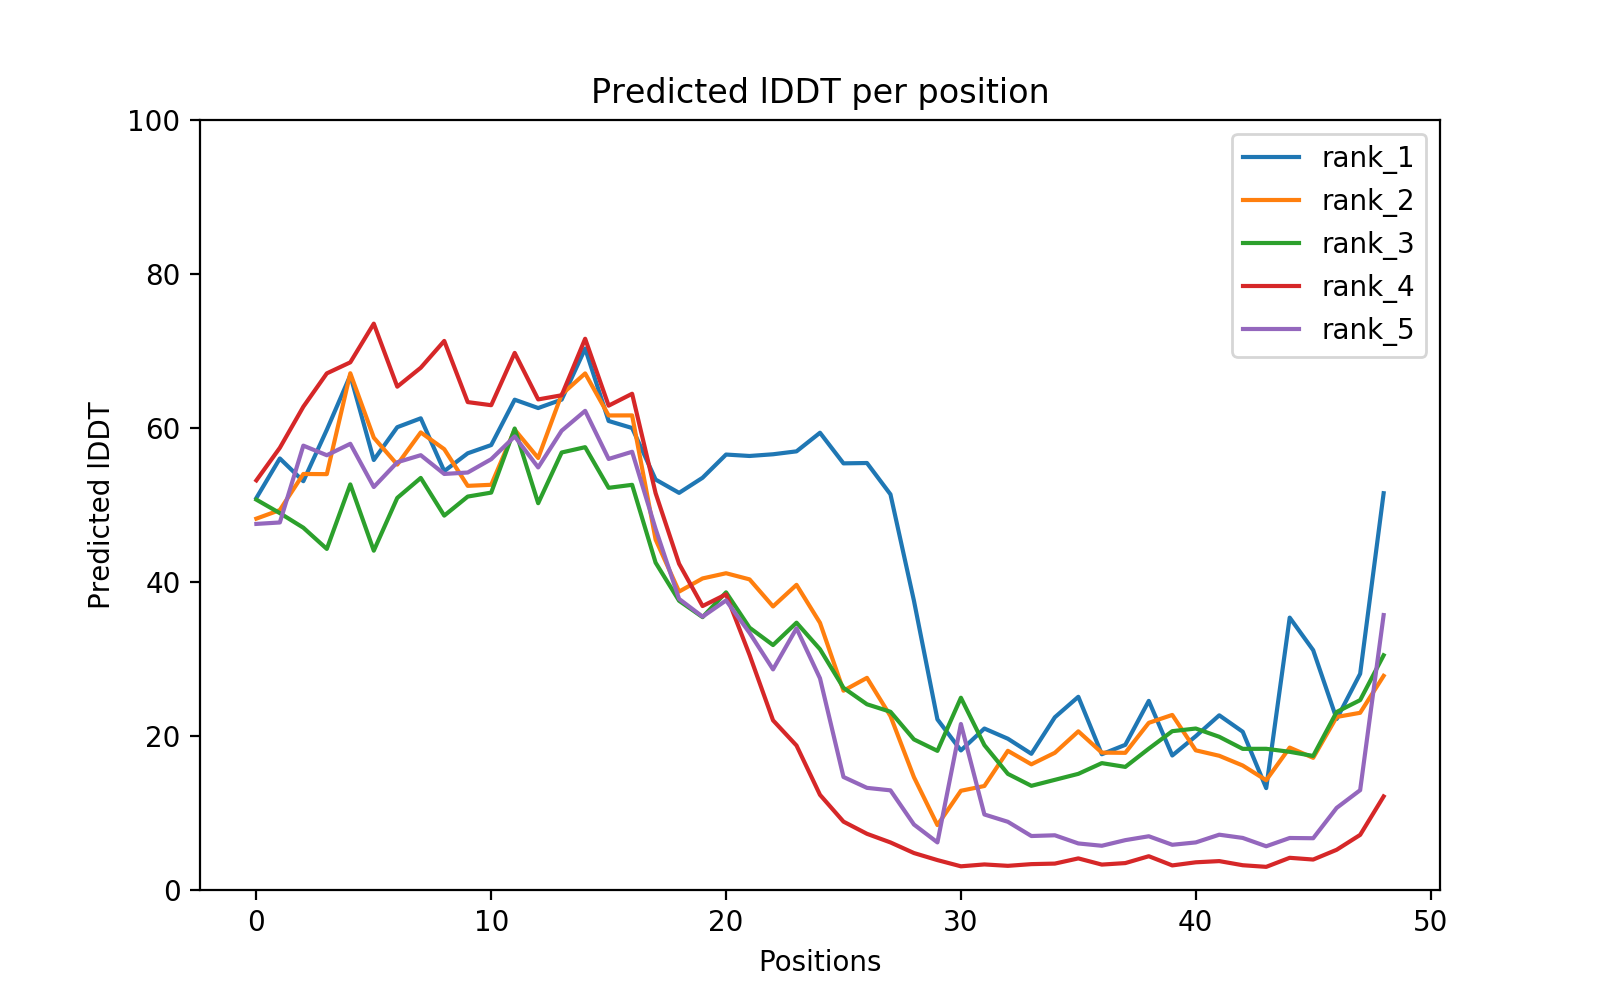 Predicted lDDT per position
100
80
60
40
20
0
Predicted lDDT
0 10 20 30 40 50
Positions
rank_1
rank_2
rank_3
rank_4
rank_5